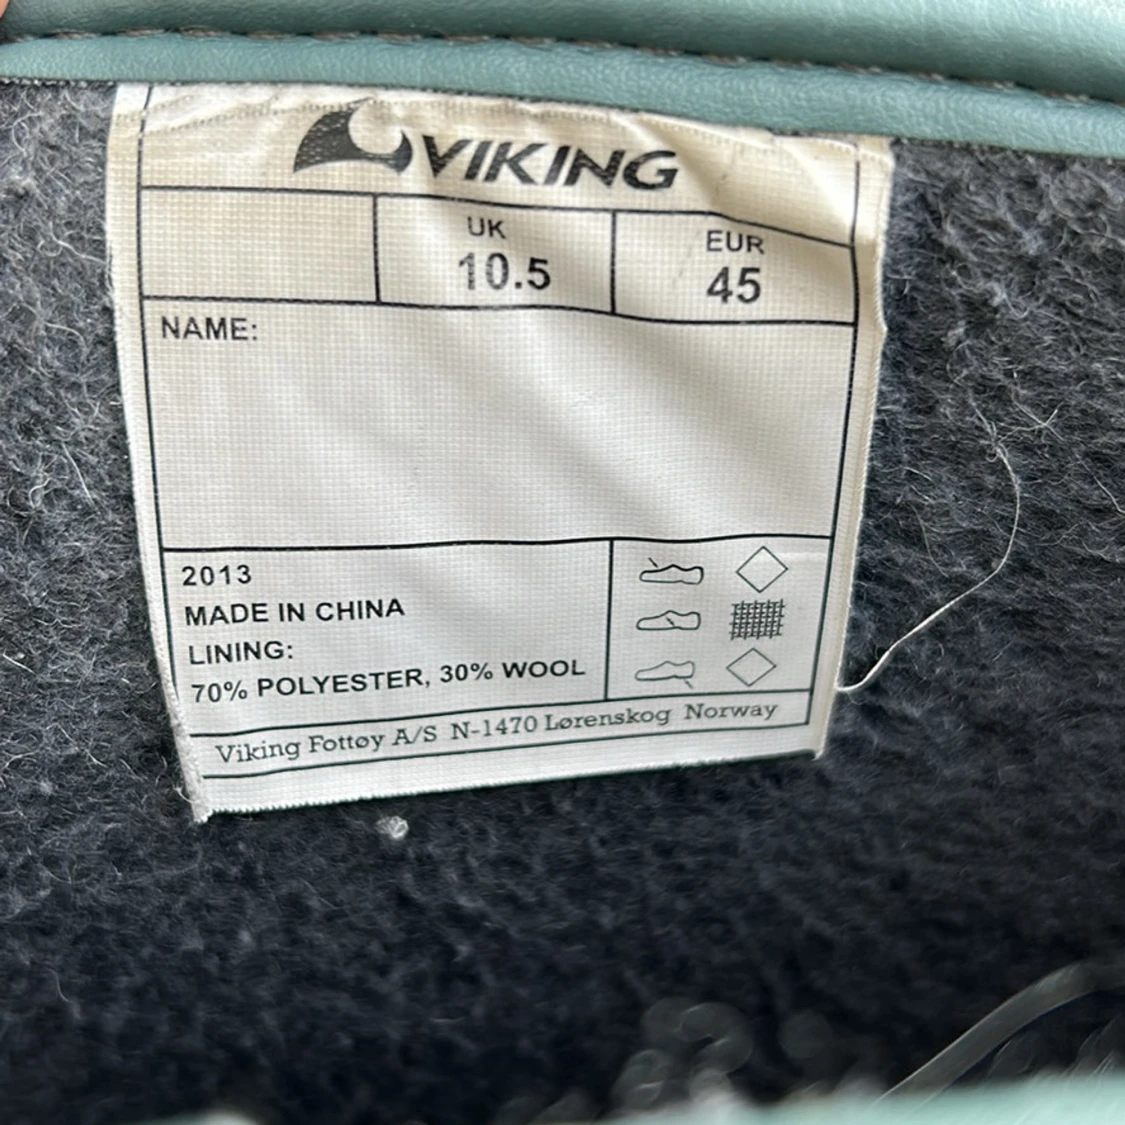 VIKING
UK EUR
10.5 45
NAME:
2013
MADE IN CHINA
LINING:
70% POLYESTER, 30% WOOL
Viking Fottøy A/S N-1470 Lørenskog Norway